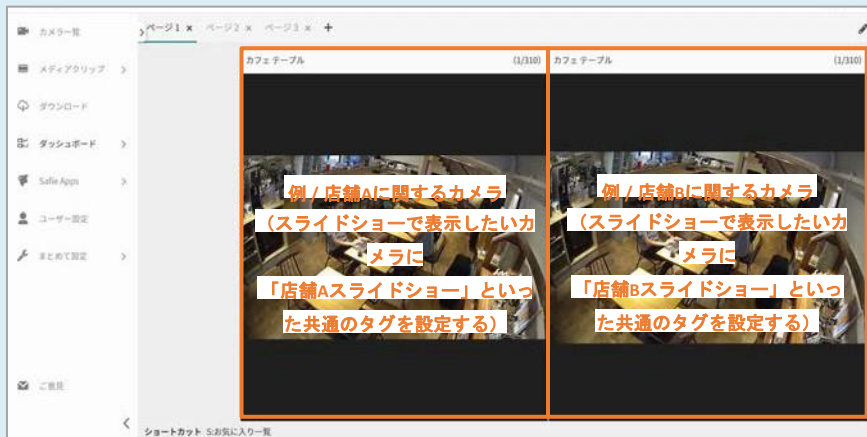 カメラ一覧
メディアクリップ
ダウンロード
ダッシュボード
Safie Apps
ユーザー設定
まとめて設定
ご意見
ページ1 ×
ページ2 ×
ページ3 × +
カフェ テーブル (1/310)
例 / 店舗Aに関するカメラ
（スライドショーで表示したいカ
メラに
「店舗Aスライドショー」といっ
た共通のタグを設定する）
カフェ テーブル (1/310)
例 / 店舗Bに関するカメラ
（スライドショーで表示したいカ
メラに
「店舗Bスライドショー」といっ
た共通のタグを設定する）
ショートカット S:お気に入り一覧